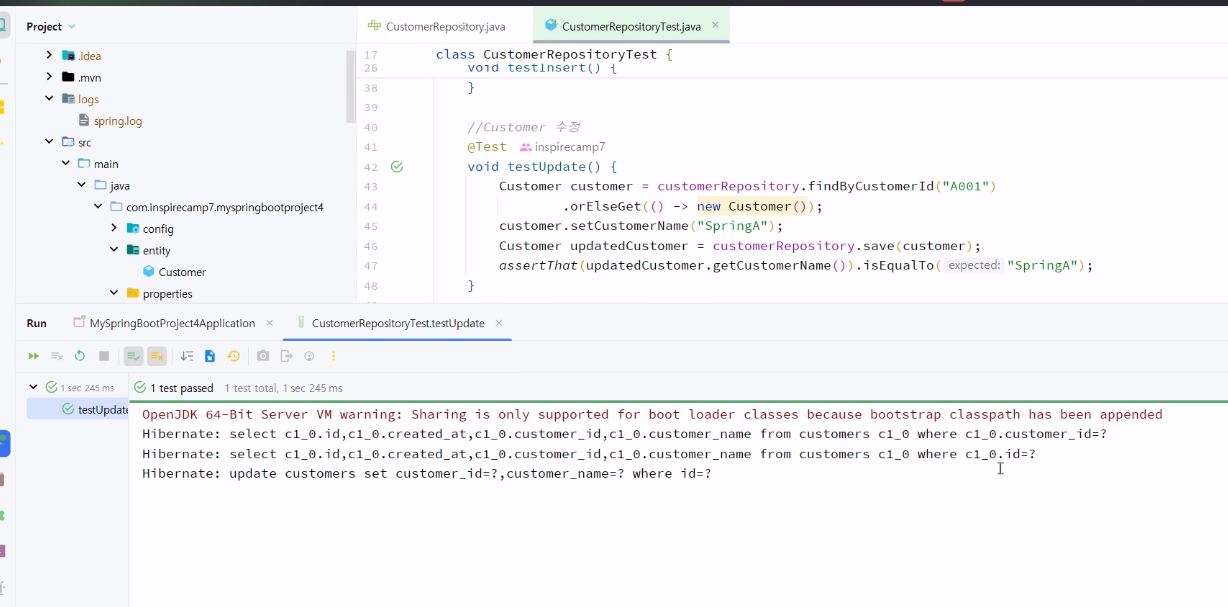 Project
CustomerRepository.java
CustomerRepositoryTest.java
.idea
.mvn
logs
spring.log
src
main
java
com.inspirecamp7.myspringbootproject4
config
entity
Customer
properties
17 class CustomerRepositoryTest {
26 void testInsert() {
38 }
39
40 //Customer 수정
41 @Test inspirecamp7
42 void testUpdate() {
43 Customer customer = customerRepository.findByCustomerId("A001")
44 .orElseGet(() -> new Customer());
45 customer.setCustomerName("SpringA");
46 Customer updatedCustomer = customerRepository.save(customer);
47 assertThat(updatedCustomer.getCustomerName()).isEqualTo( expected: "SpringA");
48 }
Run
MySpringBootProject4Application
CustomerRepositoryTest.testUpdate
1 sec 245 ms
testUpdate
1 test passed 1 test total, 1 sec 245 ms
OpenJDK 64-Bit Server VM warning: Sharing is only supported for boot loader classes because bootstrap classpath has been appended
Hibernate: select c1_0.id,c1_0.created_at,c1_0.customer_id,c1_0.customer_name from customers c1_0 where c1_0.customer_id=?
Hibernate: select c1_0.id,c1_0.created_at,c1_0.customer_id,c1_0.customer_name from customers c1_0 where c1_0.id=?
Hibernate: update customers set customer_id=?,customer_name=? where id=?